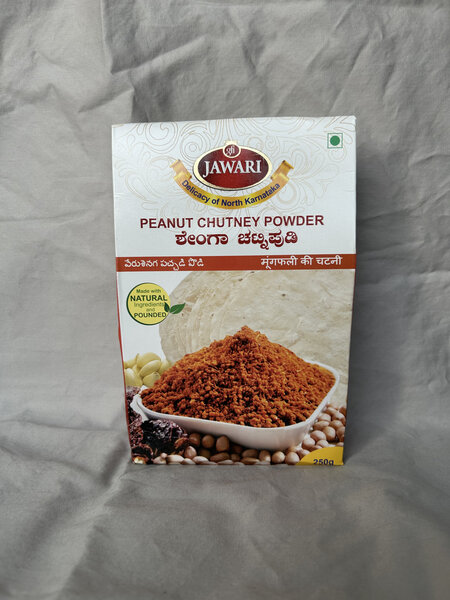 gfi
JAWARI
Delicacy of North Karnataka
PEANUT CHUTNEY POWDER
ಶೇಂಗಾ ಚಟ್ನಿಪುಡಿ
వేరుశెనగ పచ్చడి పొడి
मूंगफली की चटनी
Made with
NATURAL
Ingredients
and
POUNDED
250g